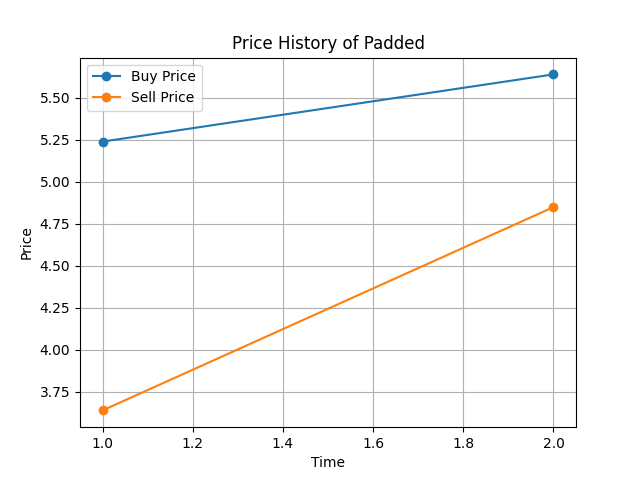 Price History of Padded
Buy Price
Sell Price
5.50
5.25
5.00
4.75
4.50
4.25
4.00
3.75
Price
1.0 1.2 1.4 1.6 1.8 2.0
Time